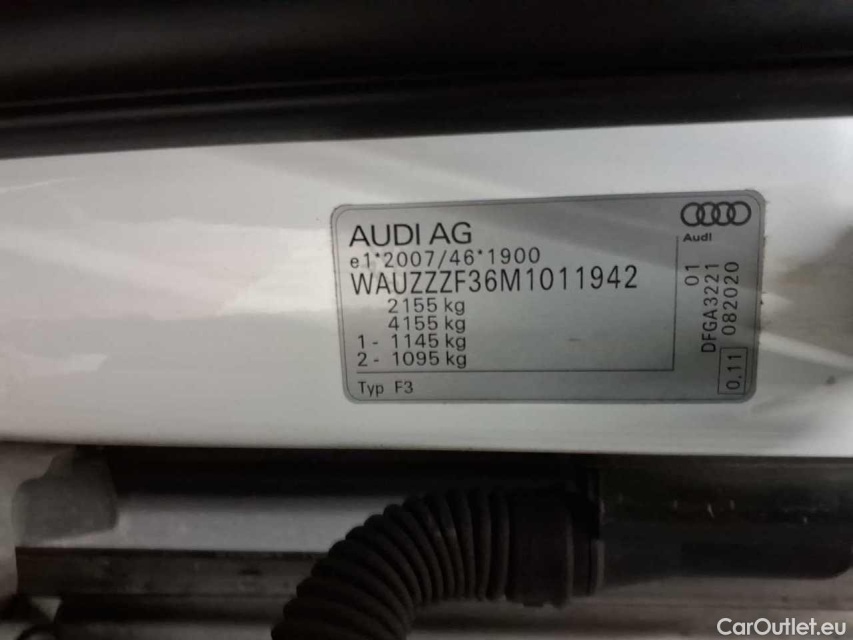 AUDI AG
e1*2007/46*1900
WAUZZZF36M1011942
2155 kg
4155 kg
1 - 1145 kg
2 - 1095 kg
Typ F3
Audi
01
DFGA3221
082020
0.11
CarOutlet.eu